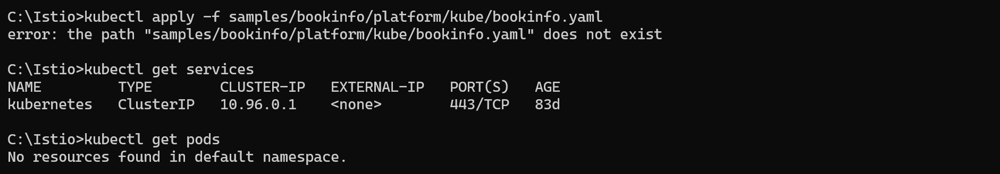 C:\Istio>kubectl apply -f samples/bookinfo/platform/kube/bookinfo.yaml
error: the path "samples/bookinfo/platform/kube/bookinfo.yaml" does not exist
C:\Istio>kubectl get services
NAME         TYPE        CLUSTER-IP   EXTERNAL-IP   PORT(S)   AGE
kubernetes   ClusterIP   10.96.0.1    <none>        443/TCP   83d
C:\Istio>kubectl get pods
No resources found in default namespace.